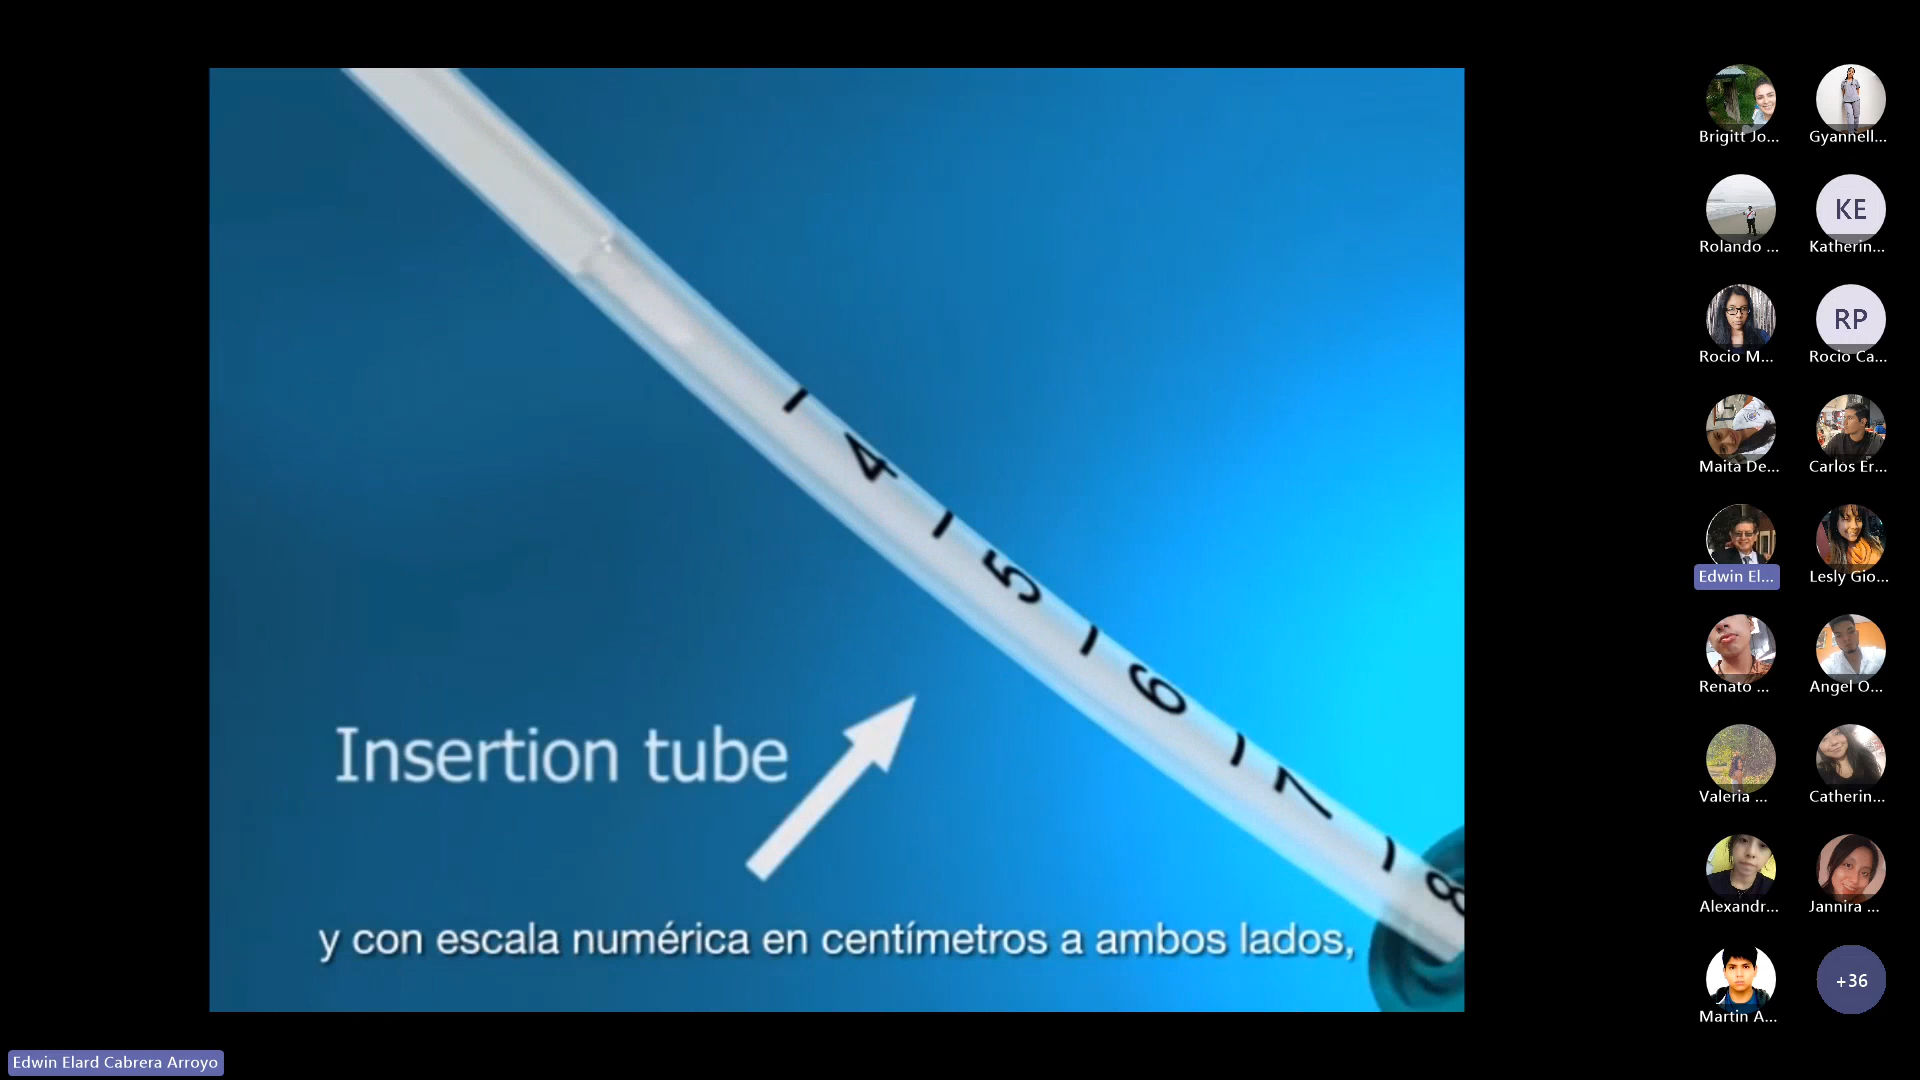 4
5
6
7
8
Insertion tube
y con escala numérica en centímetros a ambos lados,
Brigitt Jo...
Gyannell...
Rolando ...
KE
Katherin...
Rocio M...
RP
Rocio Ca...
Maita De...
Carlos Er...
Edwin El...
Lesly Gio...
Renato ...
Angel O...
Valeria ...
Catherin...
Alexandr...
Jannira ...
Martin A...
+36
Edwin Elard Cabrera Arroyo